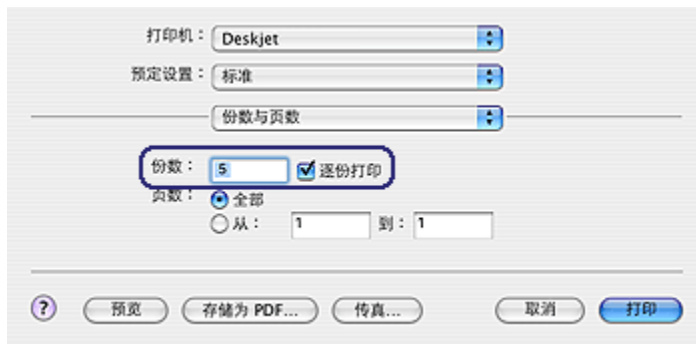 打印机： Deskjet
预定设置： 标准
份数与页数
份数： 5 逐份打印
页数： 全部
从： 1 到： 1
? 预览 存储为 PDF... 传真... 取消 打印